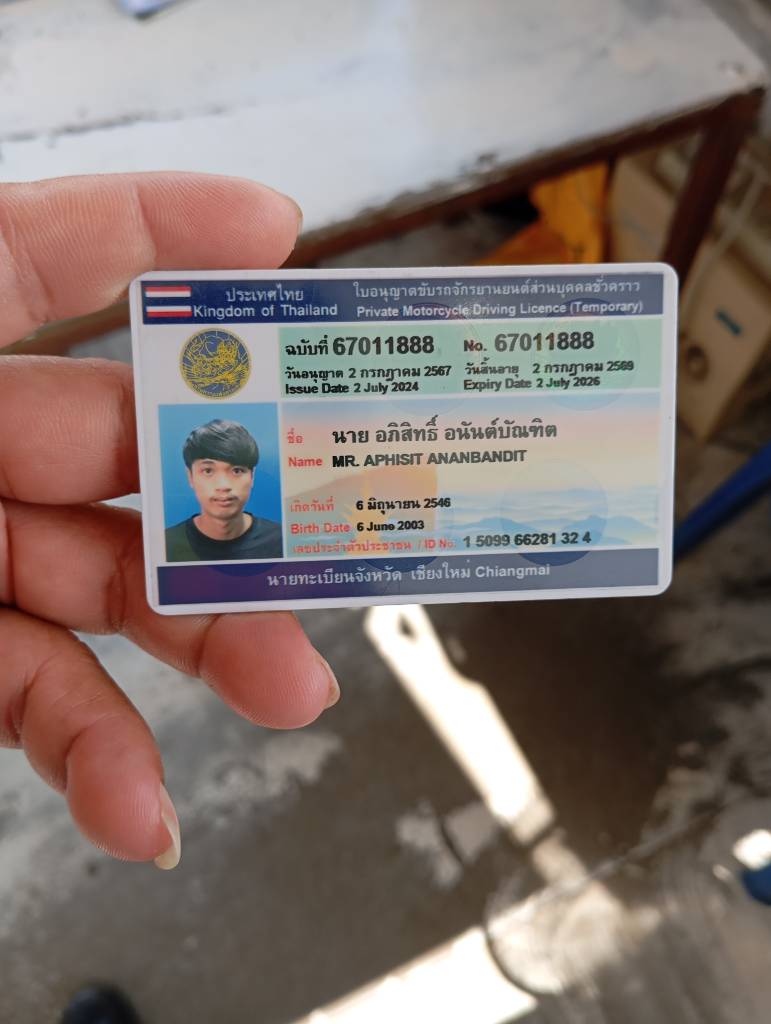 ประเทศไทย ใบอนุญาตขับรถจักรยานยนต์ส่วนบุคคลชั่วคราว
Kingdom of Thailand Private Motorcycle Driving Licence (Temporary)
ฉบับที่ 67011888 No. 67011888
วันอนุญาต 2 กรกฎาคม 2567 วันสิ้นอายุ 2 กรกฎาคม 2569
Issue Date 2 July 2024 Expiry Date 2 July 2026
ชื่อ นาย อภิสิทธิ์ อนันต์บัณฑิต
Name MR. APHISIT ANANBANDIT
เกิดวันที่ 6 มิถุนายน 2546
Birth Date 6 June 2003
เลขประจำตัวประชาชน / ID No. 1 5099 66281 32 4
นายทะเบียนจังหวัด เชียงใหม่ Chiangmai